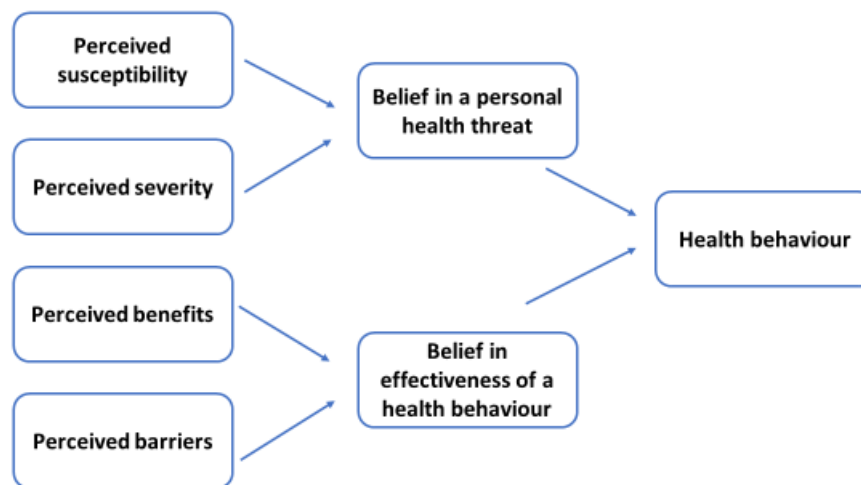 Perceived
susceptibility
Belief in a personal
health threat
Perceived severity
Health behaviour
Perceived benefits
Belief in
effectiveness of a
health behaviour
Perceived barriers